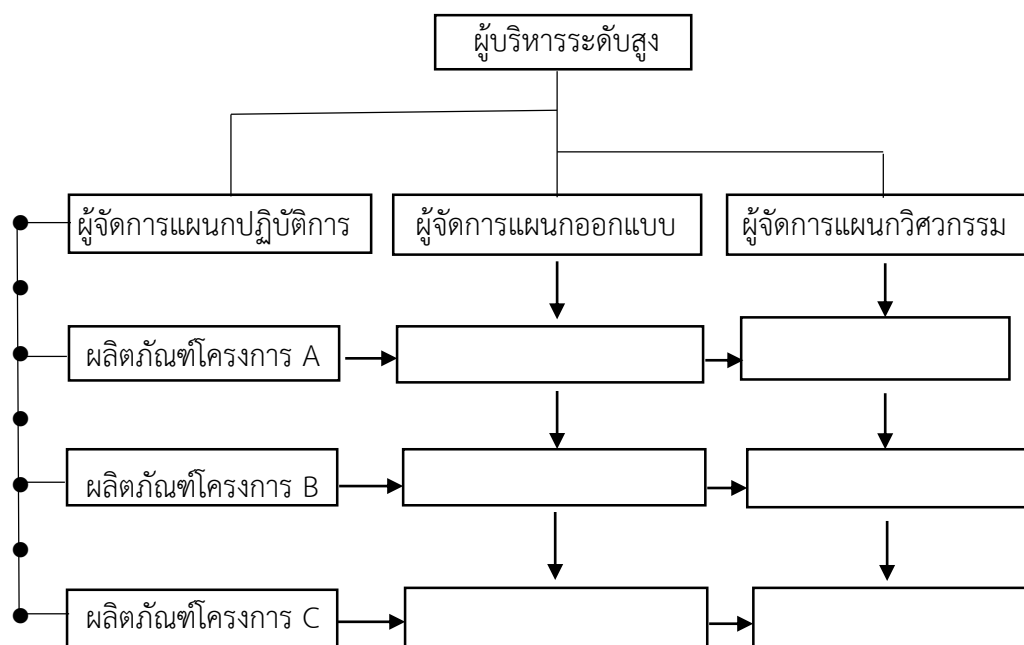 ผู้บริหารระดับสูง
ผู้จัดการแผนกปฏิบัติการ
ผู้จัดการแผนกออกแบบ
ผู้จัดการแผนกวิศวกรรม
ผลิตภัณฑ์โครงการ A
ผลิตภัณฑ์โครงการ B
ผลิตภัณฑ์โครงการ C